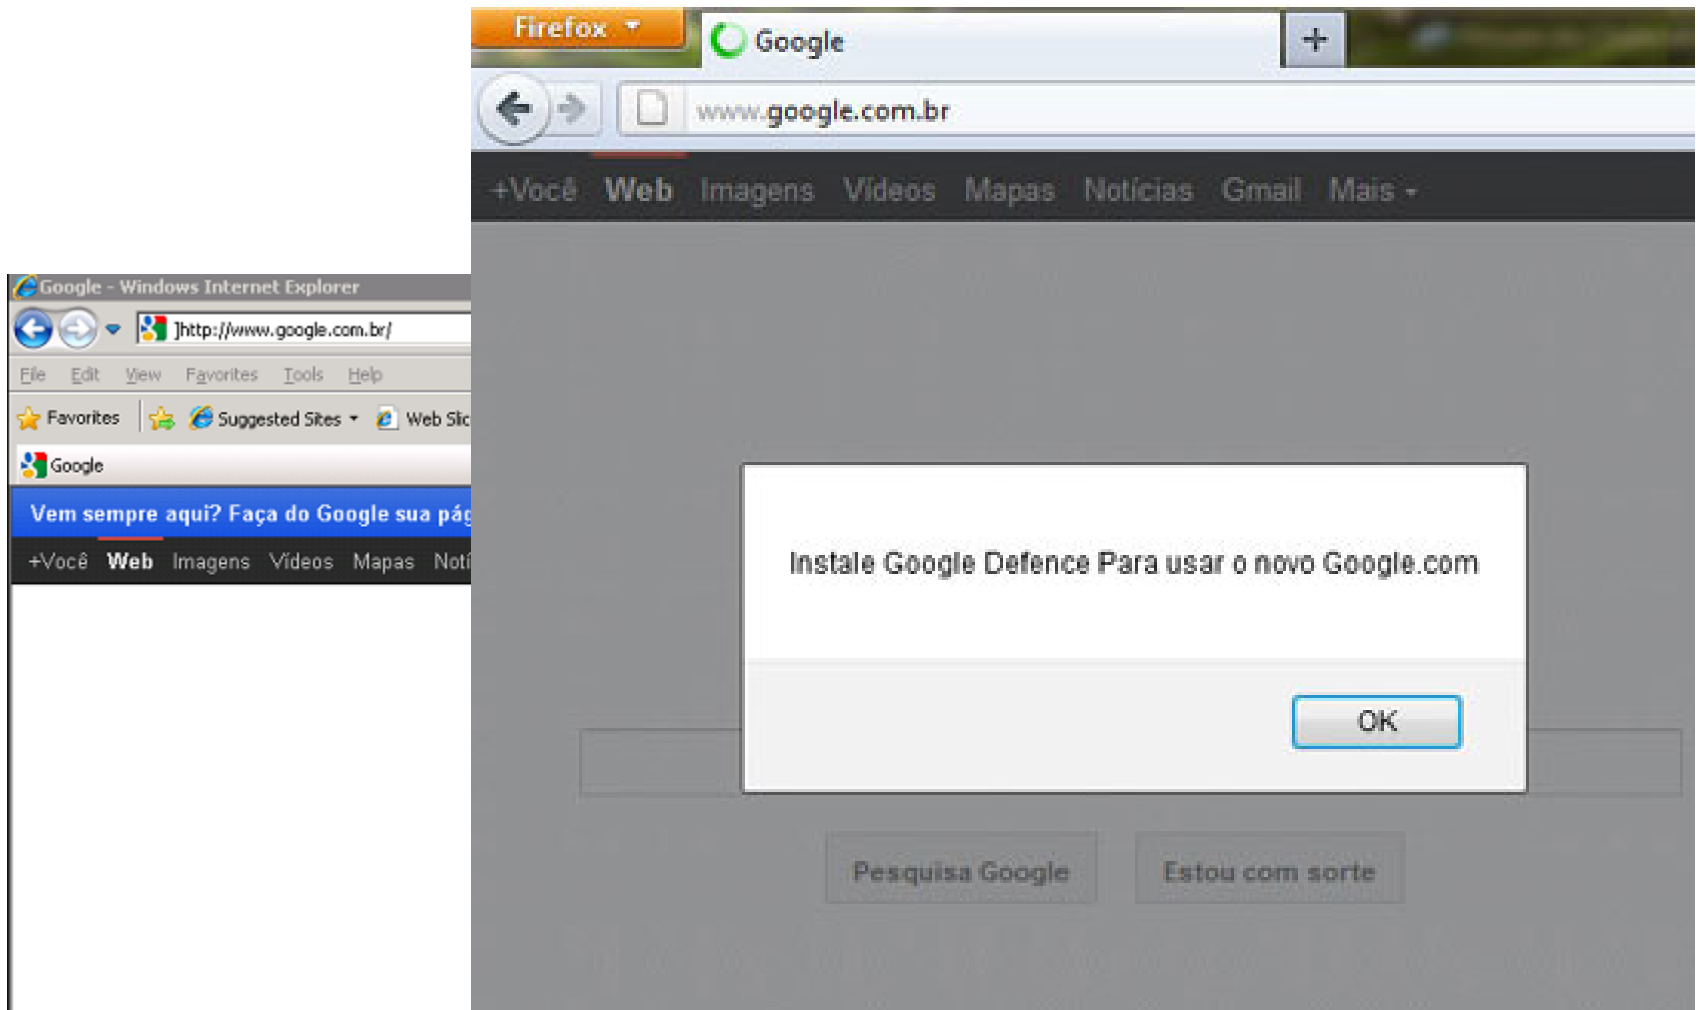 Firefox
Google
www.google.com.br
+Você Web Imagens Vídeos Mapas Notícias Gmail Mais
Google - Windows Internet Explorer
]http://www.google.com.br/
File Edit View Favorites Tools Help
Favorites Suggested Sites Web Slic
Google
Vem sempre aqui? Faça do Google sua pág
+Você Web Imagens Vídeos Mapas Notí
Instale Google Defence Para usar o novo Google.com
OK
Pesquisa Google Estou com sorte